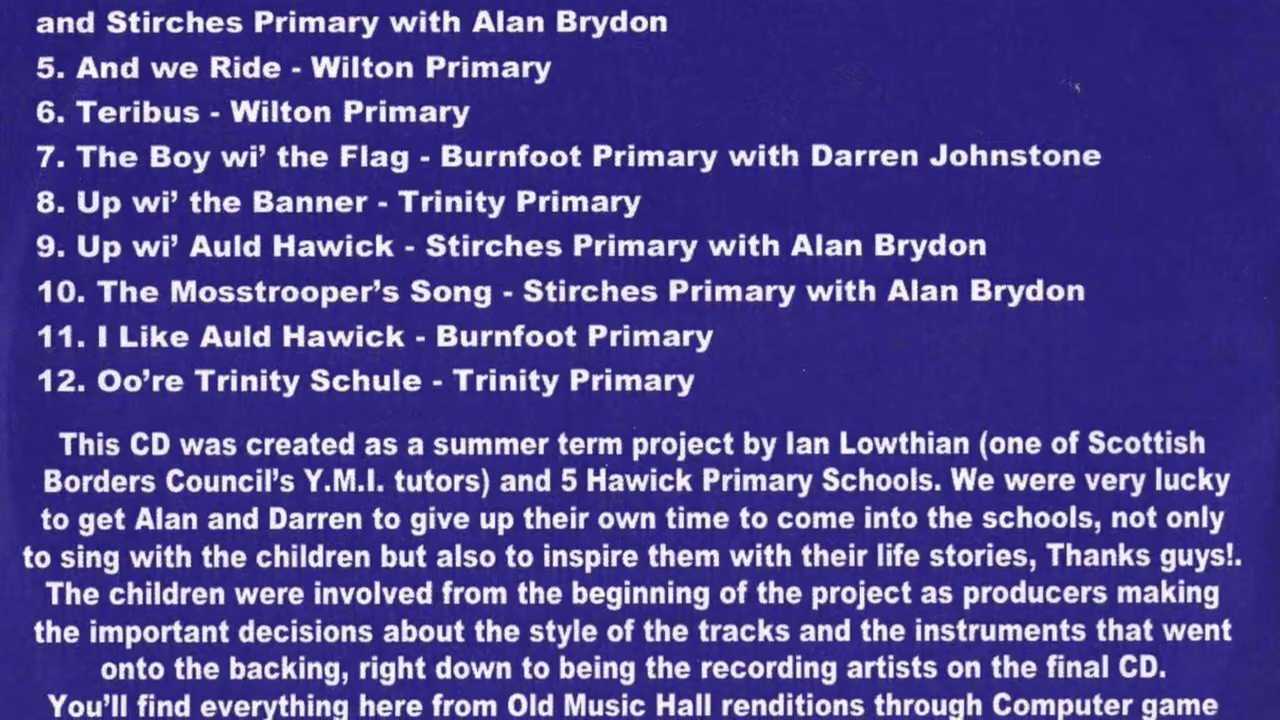 and Stirches Primary with Alan Brydon
5. And we Ride - Wilton Primary
6. Teribus - Wilton Primary
7. The Boy wi’ the Flag - Burnfoot Primary with Darren Johnstone
8. Up wi’ the Banner - Trinity Primary
9. Up wi’ Auld Hawick - Stirches Primary with Alan Brydon
10. The Mosstrooper’s Song - Stirches Primary with Alan Brydon
11. I Like Auld Hawick - Burnfoot Primary
12. Oo’re Trinity Schule - Trinity Primary
This CD was created as a summer term project by Ian Lowthian (one of Scottish
Borders Council’s Y.M.I. tutors) and 5 Hawick Primary Schools. We were very lucky
to get Alan and Darren to give up their own time to come into the schools, not only
to sing with the children but also to inspire them with their life stories, Thanks guys!.
The children were involved from the beginning of the project as producers making
the important decisions about the style of the tracks and the instruments that went
onto the backing, right down to being the recording artists on the final CD.
You’ll find everything here from Old Music Hall renditions through Computer game